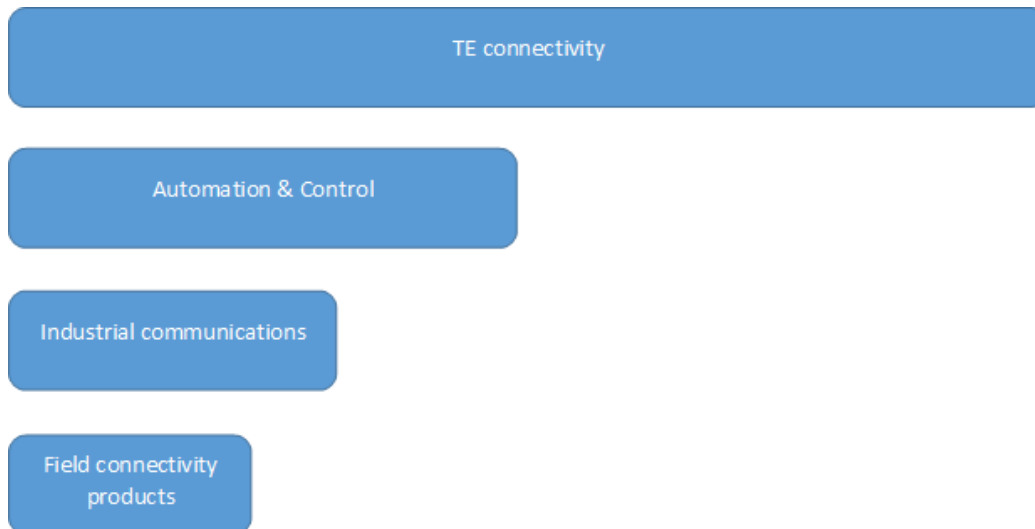 TE connectivity
Automation & Control
Industrial communications
Field connectivity
products